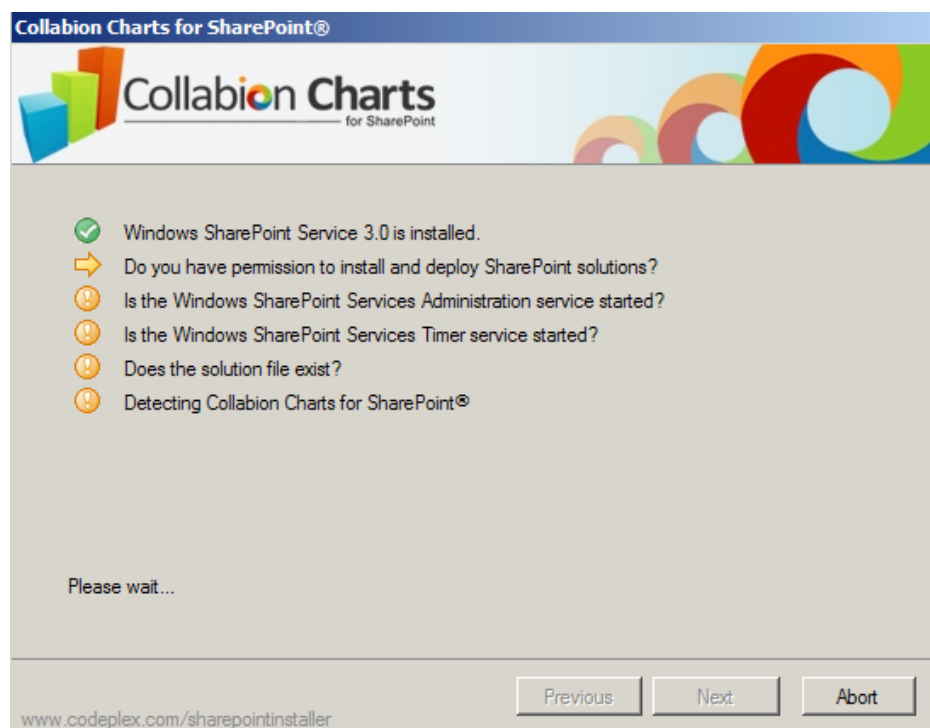 Collabion Charts for SharePoint®
Collabion Charts
for SharePoint
Windows SharePoint Service 3.0 is installed.
Do you have permission to install and deploy SharePoint solutions?
Is the Windows SharePoint Services Administration service started?
Is the Windows SharePoint Services Timer service started?
Does the solution file exist?
Detecting Collabion Charts for SharePoint®
Please wait...
Previous Next Abort
www.codeplex.com/sharepointinstaller